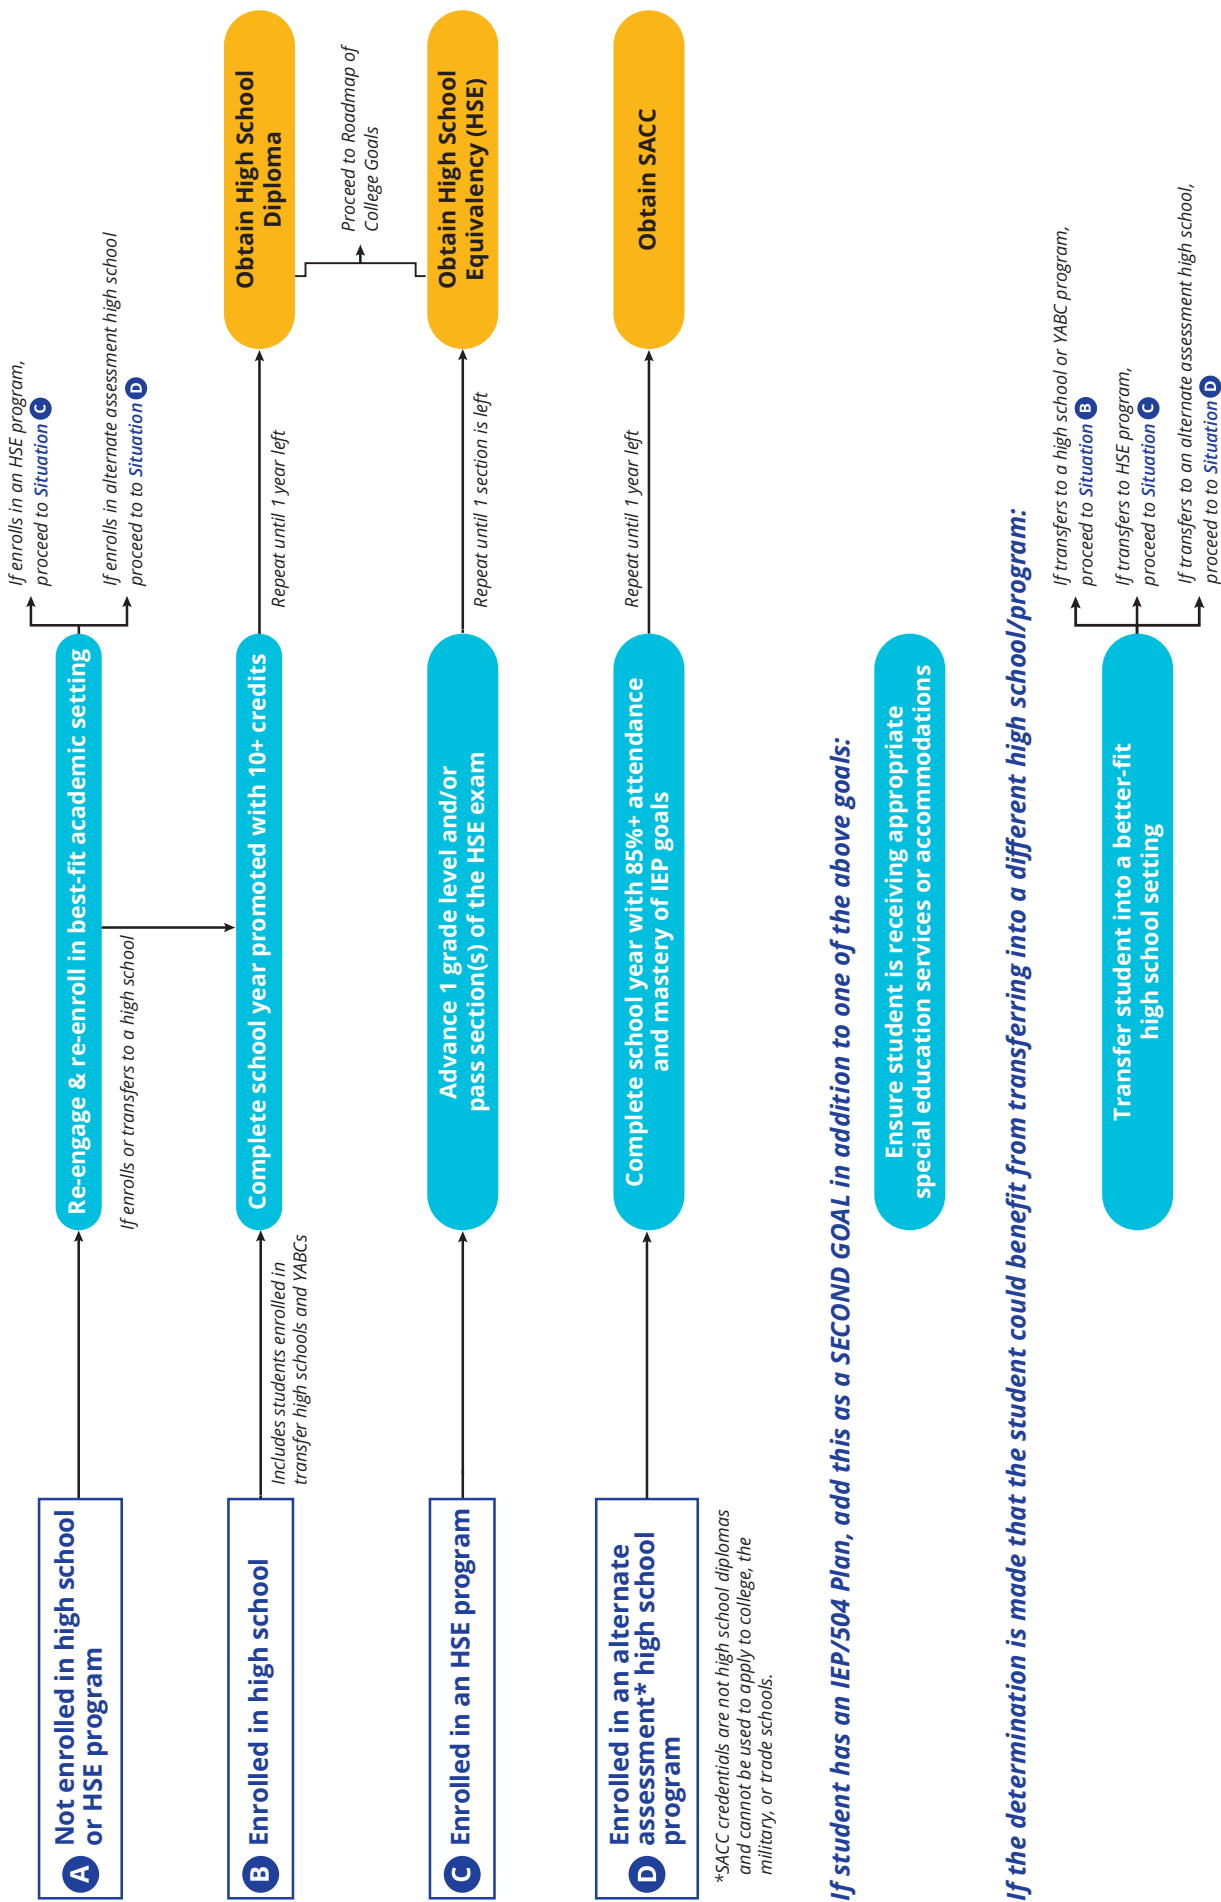 A
Not enrolled in high school
or HSE program
Re-engage & re-enroll in best-fit academic setting
If enrolls in an HSE program,
proceed to Situation C
If enrolls in alternate assessment high school
proceed to to Situation D
If enrolls or transfers to a high school
B
Enrolled in high school
Includes students enrolled in
transfer high schools and YABCs
Complete school year promoted with 10+ credits
Repeat until 1 year left
Obtain High School
Diploma
Proceed to Roadmap of
College Goals
C
Enrolled in an HSE program
Advance 1 grade level and/or
pass section(s) of the HSE exam
Repeat until 1 section is left
Obtain High School
Equivalency (HSE)
D
Enrolled in an alternate
assessment* high school
program
Complete school year with 85%+ attendance
and mastery of IEP goals
Repeat until 1 year left
Obtain SACC
*SACC credentials are not high school diplomas
and cannot be used to apply to college, the
military, or trade schools.
If student has an IEP/504 Plan, add this as a SECOND GOAL in addition to one of the above goals:
Ensure student is receiving appropriate
special education services or accommodations
If the determination is made that the student could benefit from transferring into a different high school/program:
Transfer student into a better-fit
high school setting
If transfers to a high school or YABC program,
proceed to Situation B
If transfers to HSE program,
proceed to Situation C
If transfers to an alternate assessment high school,
proceed to to Situation D